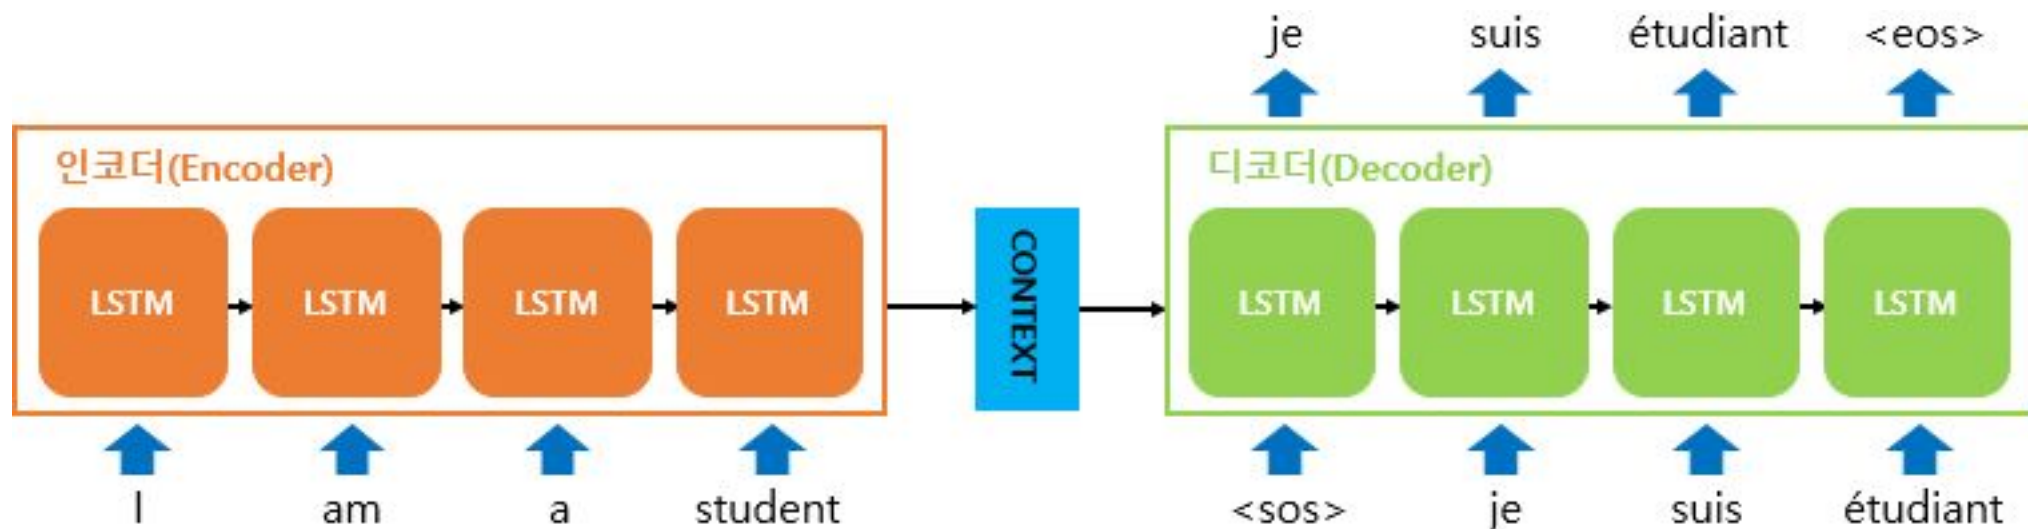 je suis étudiant <eos>
인코더(Encoder)
디코더(Decoder)
LSTM LSTM LSTM LSTM
CONTEXT
LSTM LSTM LSTM LSTM
I am a student
<sos> je suis étudiant